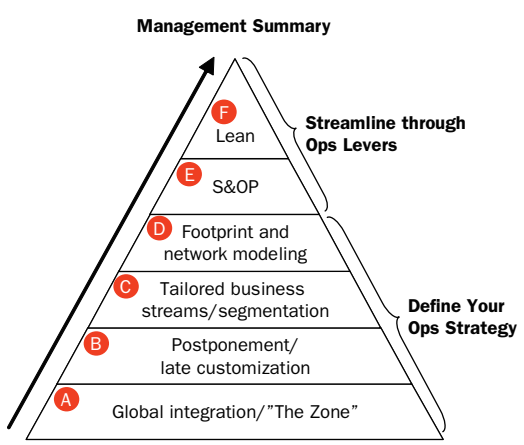 Management Summary
F
Lean
Streamline through
Ops Levers
E
S&OP
D
Footprint and
network modeling
C
Tailored business
streams/segmentation
Define Your
Ops Strategy
B
Postponement/
late customization
A
Global integration/”The Zone”